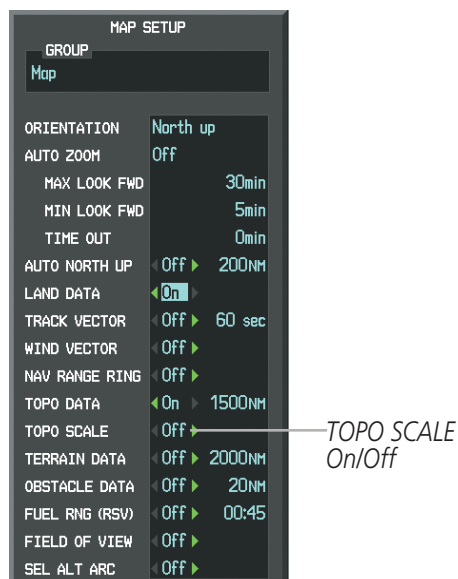 MAP SETUP
GROUP
Map
ORIENTATION North up
AUTO ZOOM Off
MAX LOOK FWD 30min
MIN LOOK FWD 5min
TIME OUT 0min
AUTO NORTH UP Off 200NM
LAND DATA On
TRACK VECTOR Off 60 sec
WIND VECTOR Off
NAV RANGE RING Off
TOPO DATA On 1500NM
TOPO SCALE Off
TOPO SCALE
On/Off
TERRAIN DATA Off 2000NM
OBSTACLE DATA Off 20NM
FUEL RNG (RSV) Off 00:45
FIELD OF VIEW Off
SEL ALT ARC Off